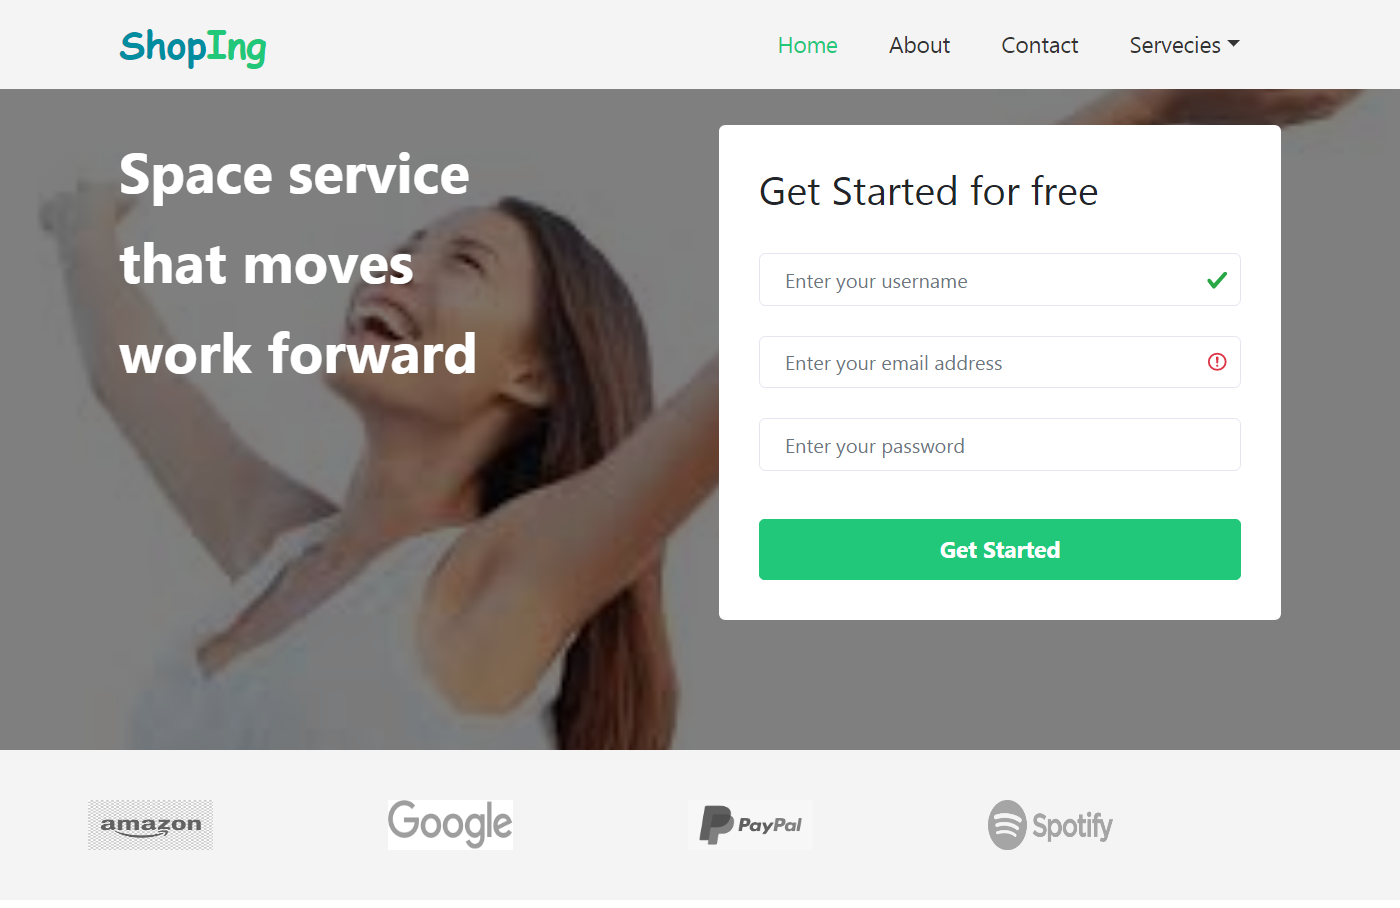 ShopIng
Home About Contact Servecies
Space service
that moves
work forward
Get Started for free
Enter your username
Enter your email address
Enter your password
Get Started
amazon Google PayPal Spotify